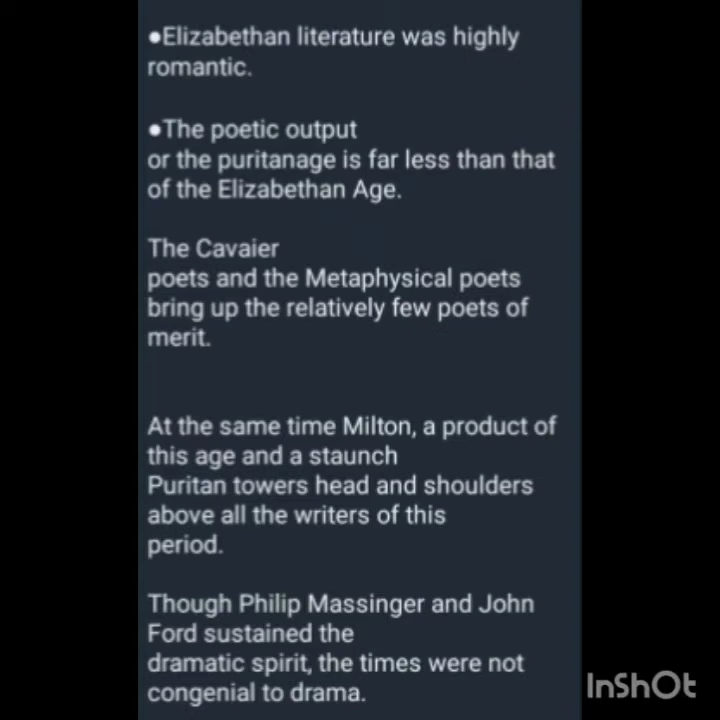 ●Elizabethan literature was highly
romantic.
●The poetic output
or the puritanage is far less than that
of the Elizabethan Age.
The Cavaier
poets and the Metaphysical poets
bring up the relatively few poets of
merit.
At the same time Milton, a product of
this age and a staunch
Puritan towers head and shoulders
above all the writers of this
period.
Though Philip Massinger and John
Ford sustained the
dramatic spirit, the times were not
congenial to drama.
InShOt